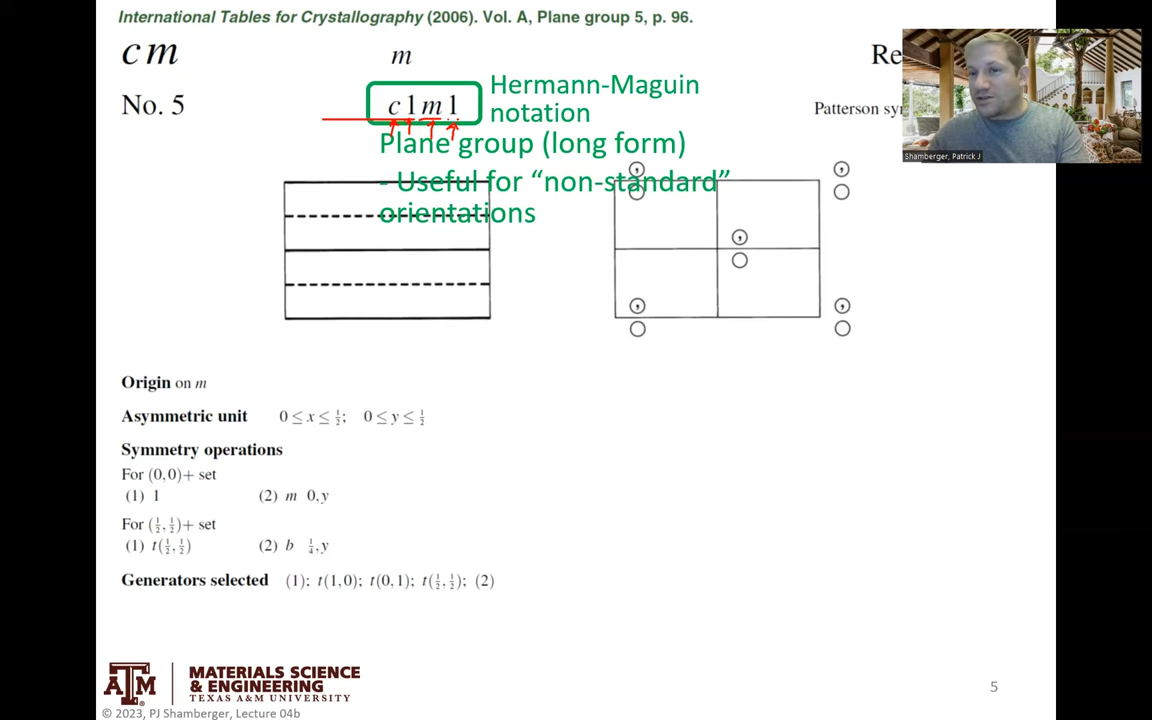 International Tables for Crystallography (2006). Vol. A, Plane group 5, p. 96.
cm
m
Re
No. 5
c1m1
Hermann-Maguin
notation
Patterson sy
Plane group (long form)
- Useful for “non-standard”
orientations
Shamberger, Patrick J
Origin on m
Asymmetric unit 0 ≤ x ≤ ½; 0 ≤ y ≤ ½
Symmetry operations
For (0,0)+ set
(1) 1 (2) m 0,y
For (½,½)+ set
(1) t(½,½) (2) b ¼,y
Generators selected (1); t(1,0); t(0,1); t(½,½); (2)
ATM
MATERIALS SCIENCE
& ENGINEERING
TEXAS A&M UNIVERSITY
© 2023, PJ Shamberger, Lecture 04b
5